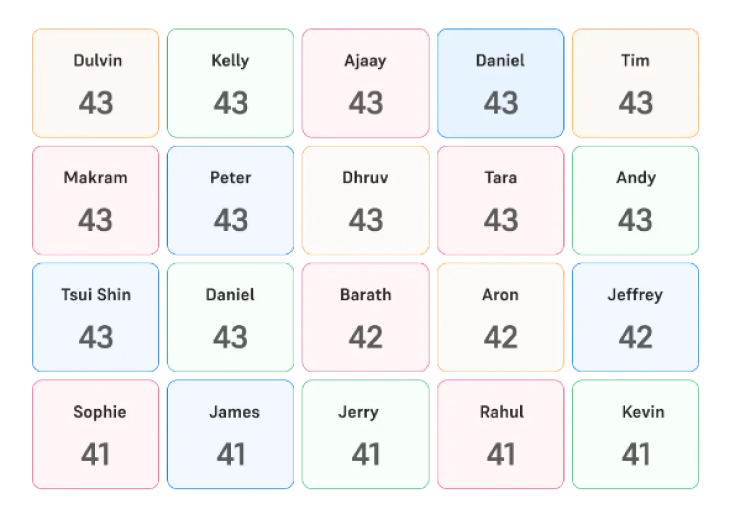 Dulvin Kelly Ajaay Daniel Tim
43 43 43 43 43
Makram Peter Dhruv Tara Andy
43 43 43 43 43
Tsui Shin Daniel Barath Aron Jeffrey
43 43 42 42 42
Sophie James Jerry Rahul Kevin
41 41 41 41 41